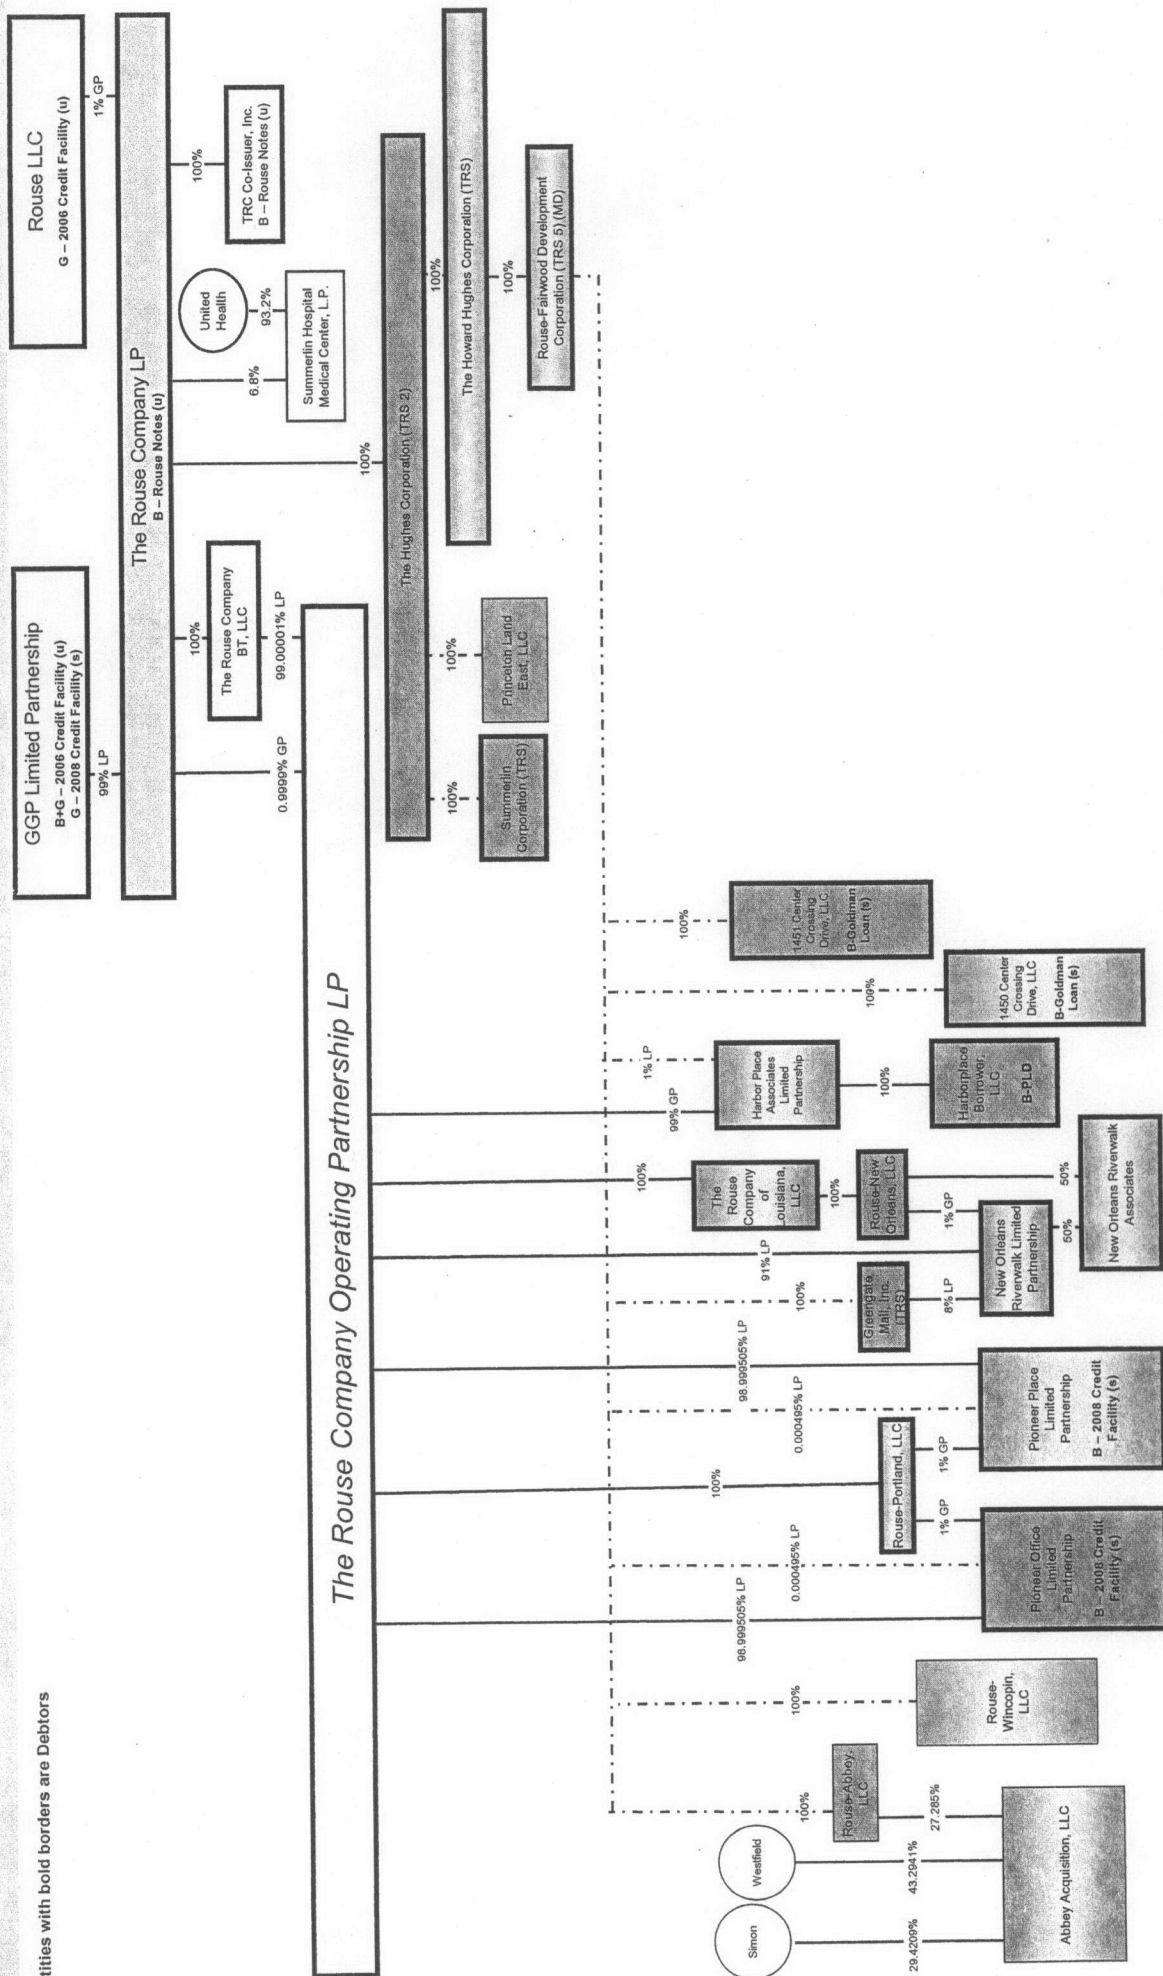 tities with bold borders are Debtors
GGP Limited Partnership
B+G – 2006 Credit Facility (u)
G – 2008 Credit Facility (s)
Rouse LLC
G – 2006 Credit Facility (u)
99% LP
1% GP
The Rouse Company LP
B – Rouse Notes (u)
100%
The Rouse Company
BT, LLC
99.00001% LP
0.9999% GP
100%
6.8%
United
Health
93.2%
Summerlin Hospital
Medical Center, L.P.
100%
TRC Co-Issuer, Inc.
B – Rouse Notes (u)
The Rouse Company Operating Partnership LP
The Hughes Corporation (TRS 2)
100%
Summerlin
Corporation (TRS)
100%
Princeton Land
East, LLC
100%
The Howard Hughes Corporation (TRS)
100%
Rouse-Fairwood Development
Corporation (TRS 5) (MD)
Simon
29.4209%
Westfield
43.2941%
100%
Rouse-Abbey,
LLC
27.285%
Abbey Acquisition, LLC
100%
Rouse-
Wincopin,
LLC
98.999505% LP
0.000495% LP
Pioneer Office
Limited
Partnership
B – 2008 Credit
Facility (s)
100%
Rouse-Portland, LLC
1% GP
1% GP
0.000495% LP
98.999505% LP
Pioneer Place
Limited
Partnership
B – 2008 Credit
Facility (s)
100%
Greengate
Mall, Inc.
(TRS)
8% LP
91% LP
100%
The
Rouse
Company
of
Louisiana,
LLC
100%
Rouse-New
Orleans, LLC
1% GP
New Orleans
Riverwalk Limited
Partnership
50%
50%
New Orleans Riverwalk
Associates
99% GP
1% LP
Harbor Place
Associates
Limited
Partnership
100%
Harborplace
Borrower,
LLC
B-PLD
100%
1450 Center
Crossing
Drive, LLC
B-Goldman
Loan (s)
100%
1451 Center
Crossing
Drive, LLC
B-Goldman
Loan (s)